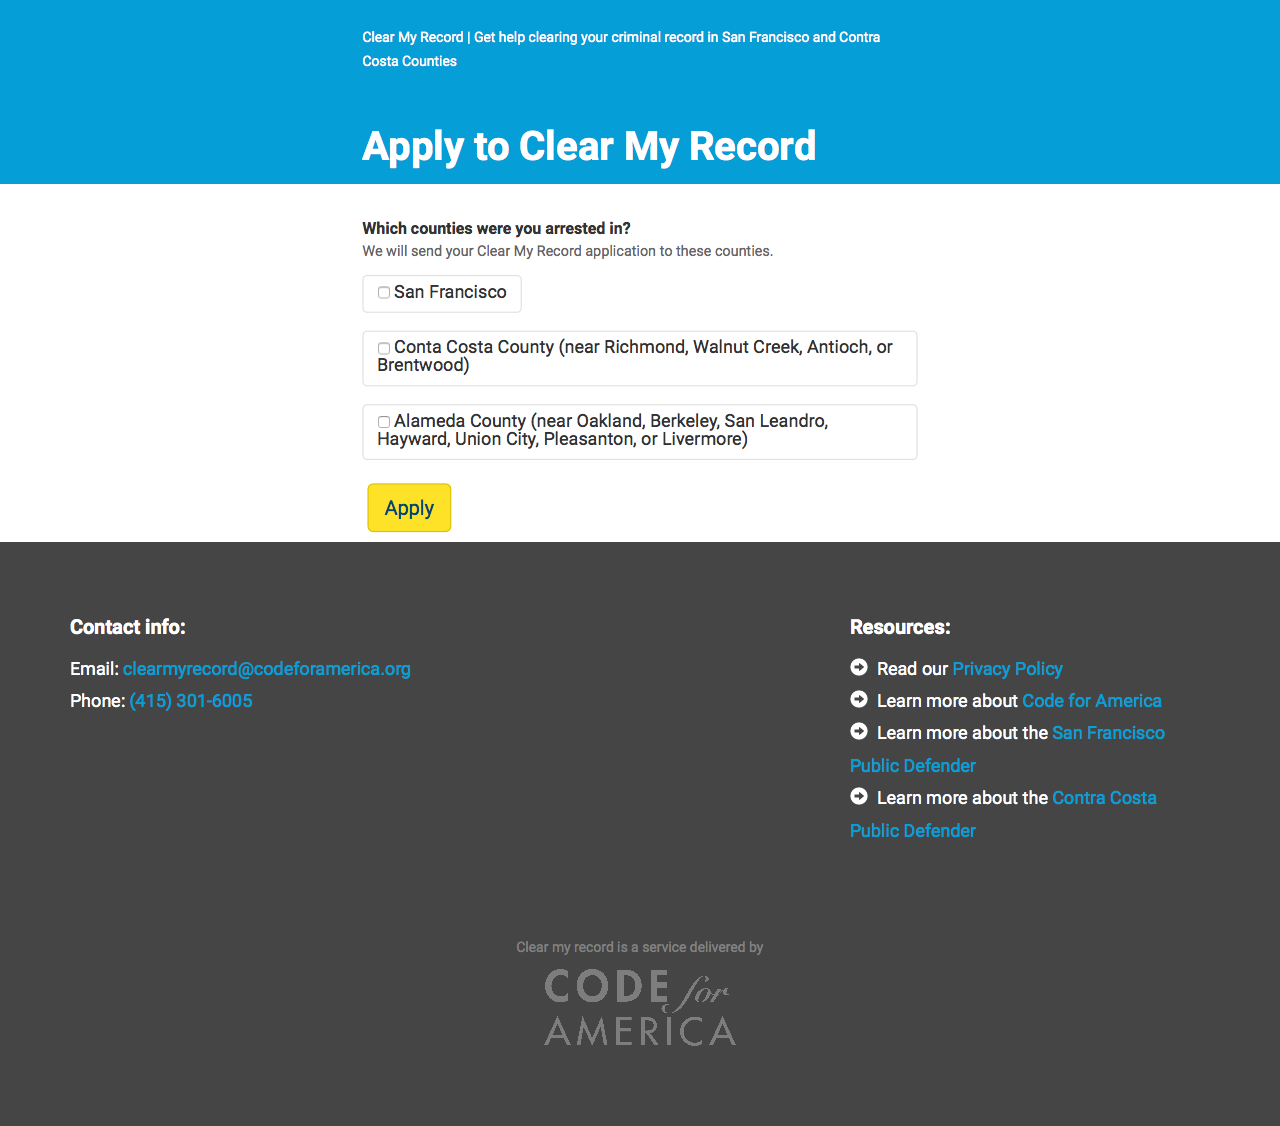 Clear My Record | Get help clearing your criminal record in San Francisco and Contra
Costa Counties
Apply to Clear My Record
Which counties were you arrested in?
We will send your Clear My Record application to these counties.
San Francisco
Conta Costa County (near Richmond, Walnut Creek, Antioch, or
Brentwood)
Alameda County (near Oakland, Berkeley, San Leandro,
Hayward, Union City, Pleasanton, or Livermore)
Apply
Contact info:
Email: clearmyrecord@codeforamerica.org
Phone: (415) 301-6005
Resources:
Read our Privacy Policy
Learn more about Code for America
Learn more about the San Francisco
Public Defender
Learn more about the Contra Costa
Public Defender
Clear my record is a service delivered by
CODE for
AMERICA